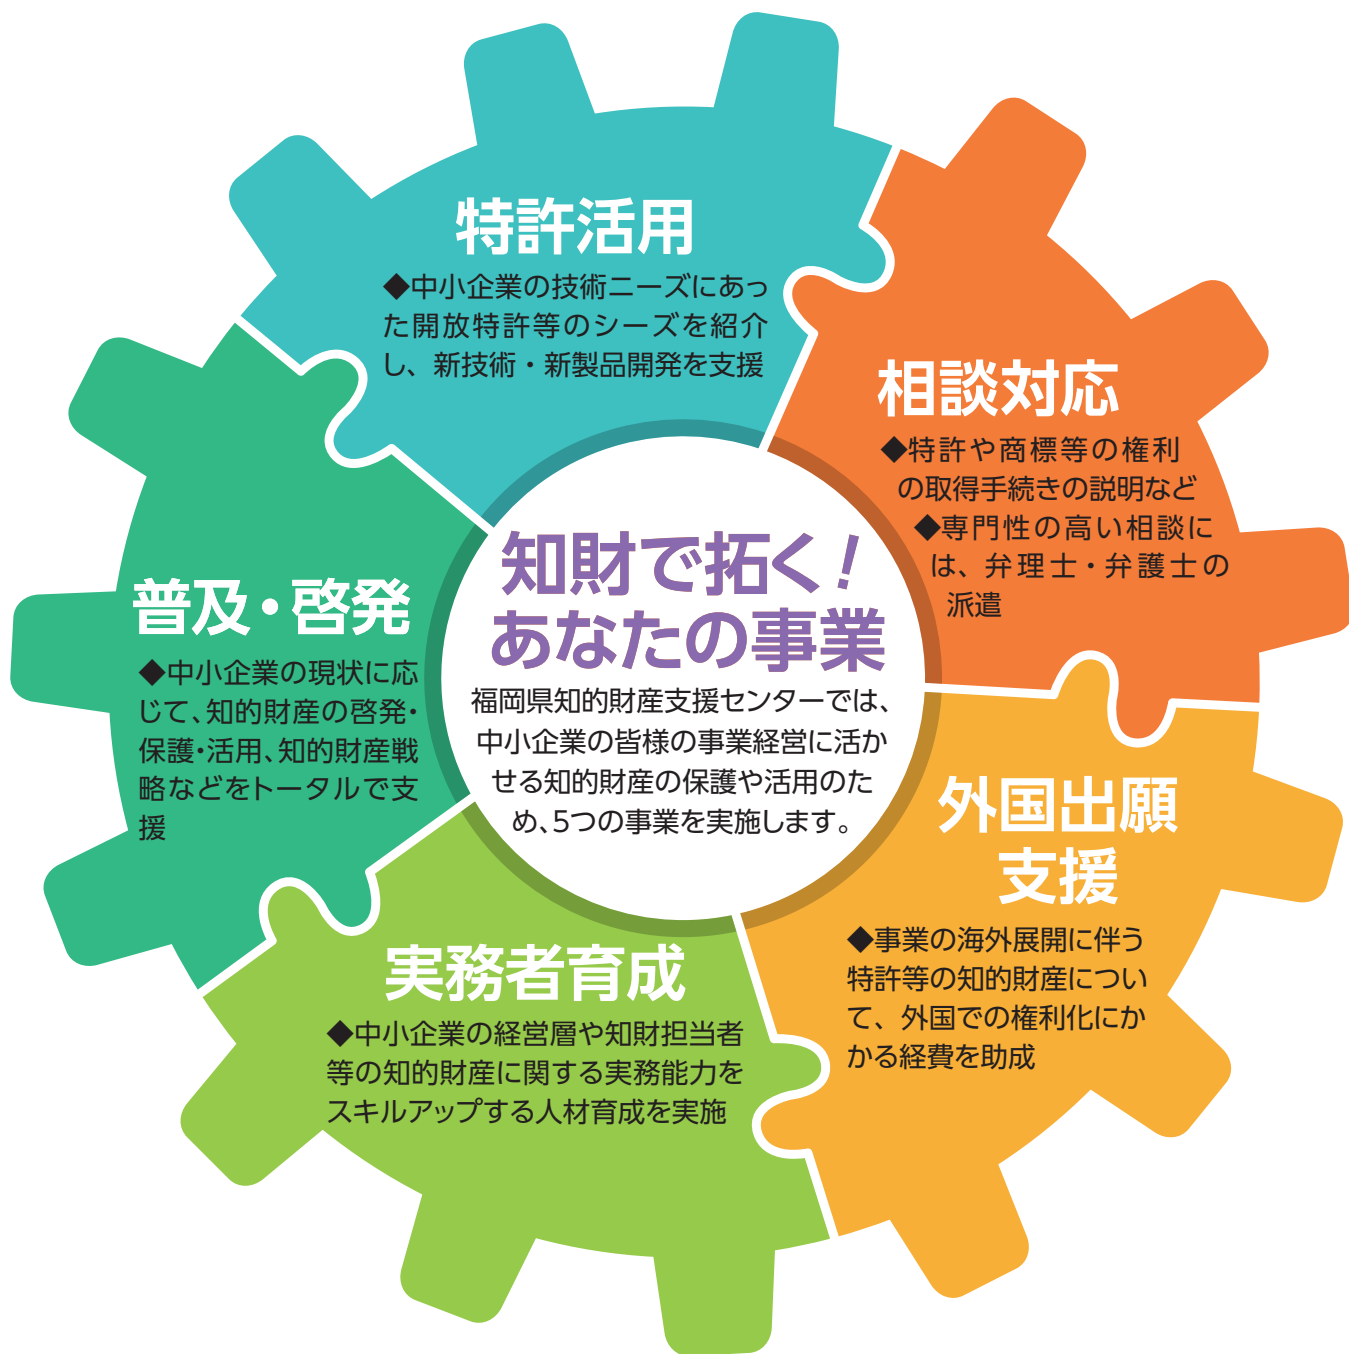 特許活用
◆中小企業の技術ニーズにあっ
た開放特許等のシーズを紹介
し、新技術・新製品開発を支援
相談対応
◆特許や商標等の権利
の取得手続きの説明など
◆専門性の高い相談に
は、弁理士・弁護士の
派遣
知財で拓く！
あなたの事業
福岡県知的財産支援センターでは、
中小企業の皆様の事業経営に活か
せる知的財産の保護や活用のた
め、5つの事業を実施します。
普及・啓発
◆中小企業の現状に応
じて、知的財産の啓発・
保護・活用、知的財産戦
略などをトータルで支
援
外国出願
支援
◆事業の海外展開に伴う
特許等の知的財産につい
て、外国での権利化にか
かる経費を助成
実務者育成
◆中小企業の経営層や知財担当者
等の知的財産に関する実務能力を
スキルアップする人材育成を実施